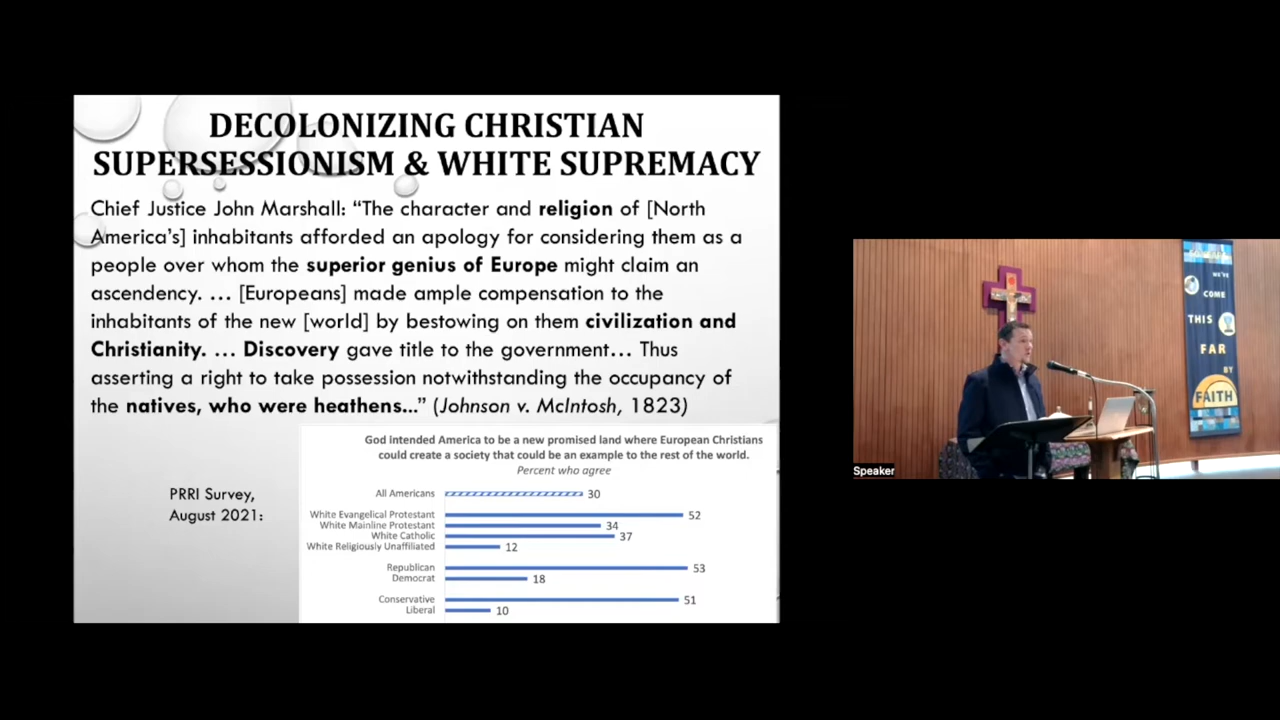 DECOLONIZING CHRISTIAN
SUPERSESSIONISM & WHITE SUPREMACY
Chief Justice John Marshall: “The character and religion of [North
America’s] inhabitants afforded an apology for considering them as a
people over whom the superior genius of Europe might claim an
ascendency. … [Europeans] made ample compensation to the
inhabitants of the new [world] by bestowing on them civilization and
Christianity. … Discovery gave title to the government… Thus
asserting a right to take possession notwithstanding the occupancy of
the natives, who were heathens...” (Johnson v. McIntosh, 1823)
PRRI Survey,
August 2021:
God intended America to be a new promised land where European Christians
could create a society that could be an example to the rest of the world.
Percent who agree
All Americans 30
White Evangelical Protestant 52
White Mainline Protestant 34
White Catholic 37
White Religiously Unaffiliated 12
Republican 53
Democrat 18
Conservative 51
Liberal 10
WE'VE
COME
THIS
FAR
BY
FAITH
Speaker